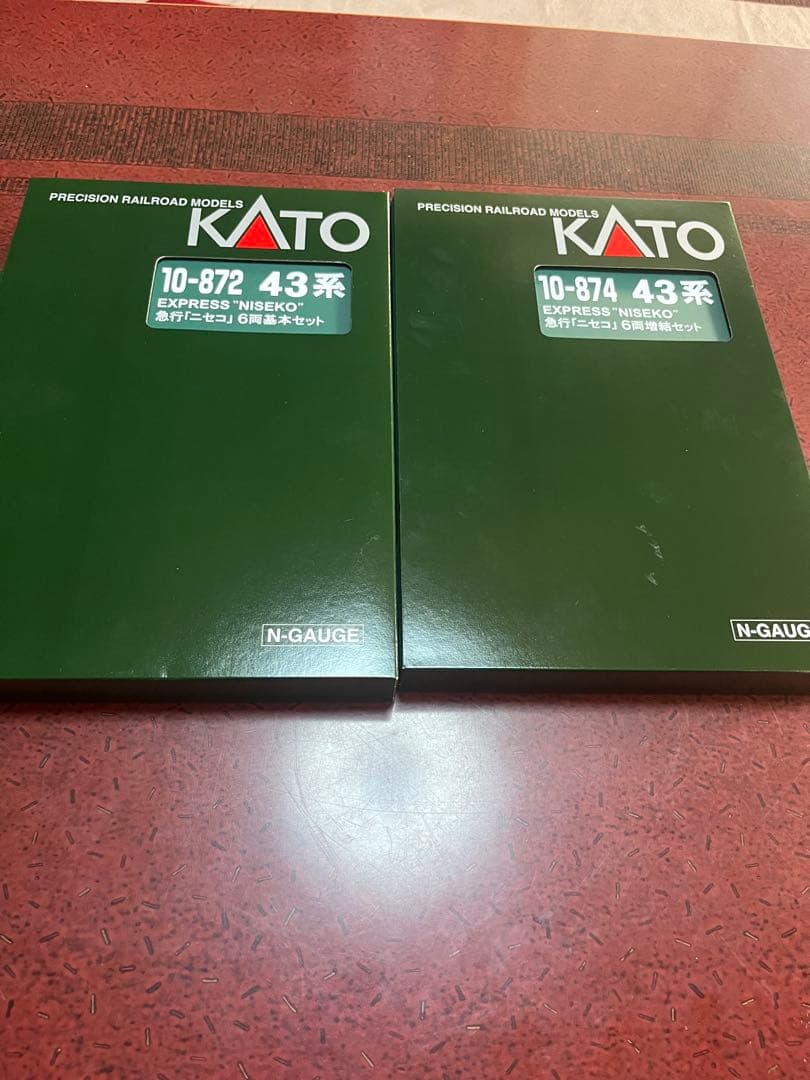 PRECISION RAILROAD MODELS
KATO
10-872 43系
EXPRESS "NISEKO"
急行「ニセコ」6両基本セット
N-GAUGE
PRECISION RAILROAD MODELS
KATO
10-874 43系
EXPRESS "NISEKO"
急行「ニセコ」6両増結セット
N-GAUG